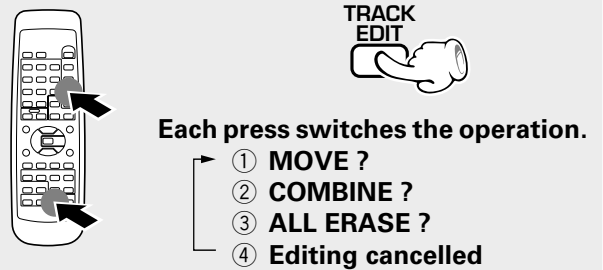 TRACK
EDIT
Each press switches the operation.
① MOVE ?
② COMBINE ?
③ ALL ERASE ?
④ Editing cancelled